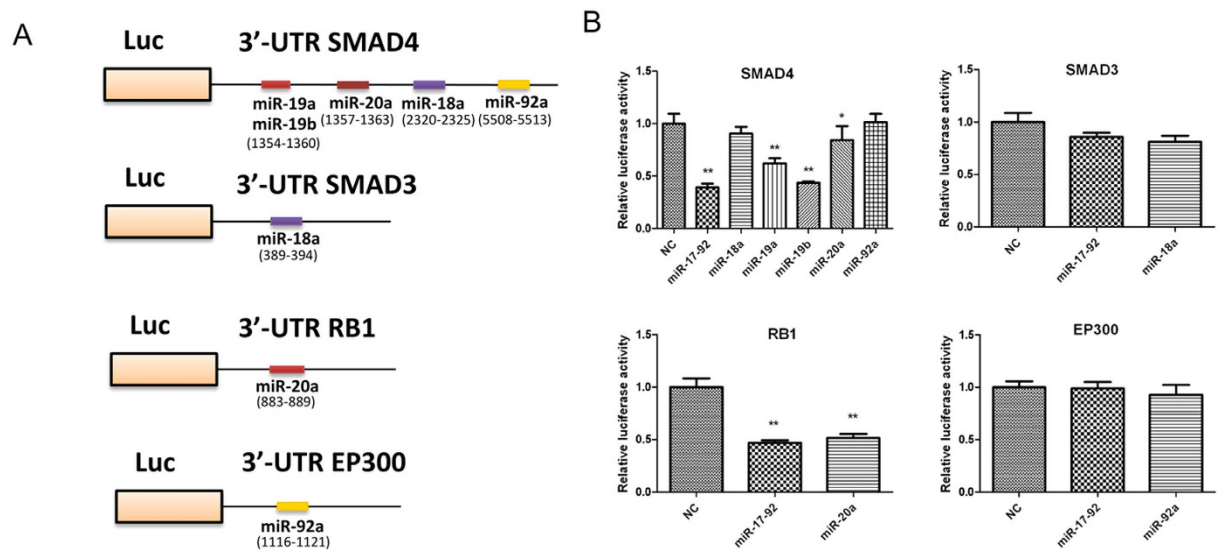 A
Luc 3’-UTR SMAD4
miR-19a miR-20a miR-18a miR-92a
miR-19b (1357-1363) (2320-2325) (5508-5513)
(1354-1360)
Luc 3’-UTR SMAD3
miR-18a
(389-394)
Luc 3’-UTR RB1
miR-20a
(883-889)
Luc 3’-UTR EP300
miR-92a
(1116-1121)
B
SMAD4
Relative luciferase activity
1.5
1.0
0.5
0.0
** ** ** *
NC miR-17-92 miR-18a miR-19a miR-19b miR-20a miR-92a
SMAD3
Relative luciferase activity
1.5
1.0
0.5
0.0
NC miR-17-92 miR-18a
RB1
Relative luciferase activity
1.5
1.0
0.5
0.0
** **
NC miR-17-92 miR-20a
EP300
Relative luciferase activity
1.5
1.0
0.5
0.0
NC miR-17-92 miR-92a